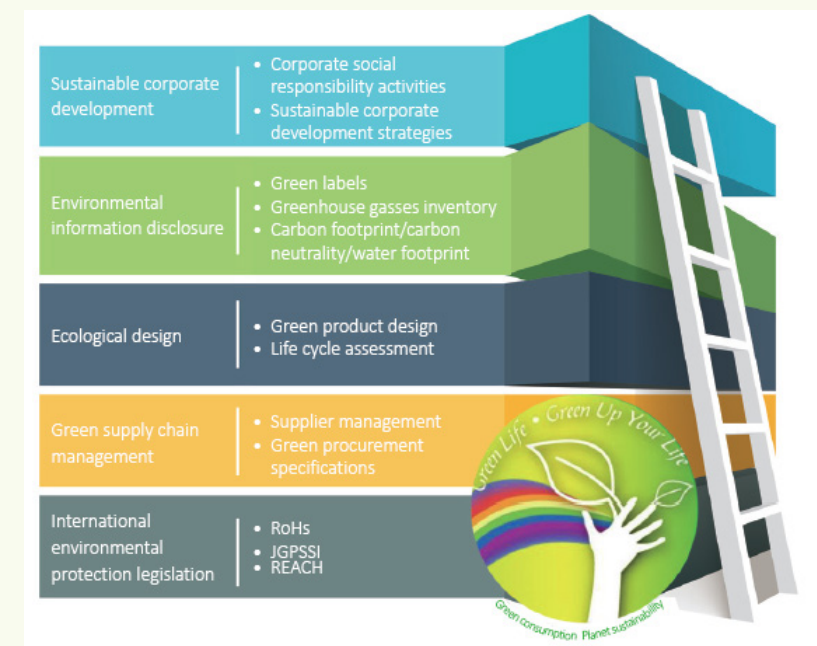 Sustainable corporate
development
• Corporate social
responsibility activities
• Sustainable corporate
development strategies
Environmental
information disclosure
• Green labels
• Greenhouse gasses inventory
• Carbon footprint/carbon
neutrality/water footprint
Ecological design
• Green product design
• Life cycle assessment
Green supply chain
management
• Supplier management
• Green procurement
specifications
International
environmental
protection legislation
• RoHs
• JGPSSI
• REACH
Green Life • Green Up Your Life
Green consumption Planet sustainability